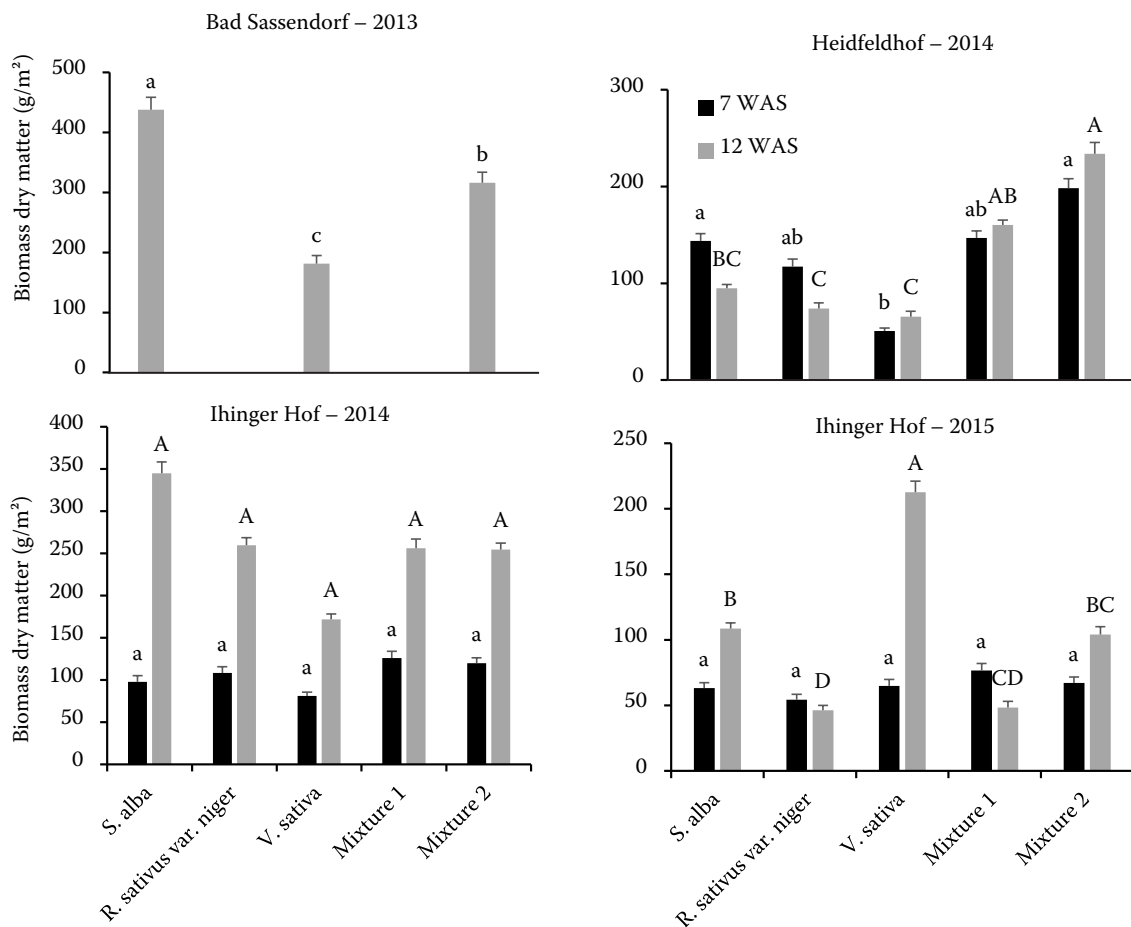 Bad Sassendorf – 2013
Biomass dry matter (g/m²)
500
400
300
200
100
0
a
c
b
Heidfeldhof – 2014
300
200
100
0
7 WAS
12 WAS
a
BC
ab
C
b
C
ab
AB
a
A
Ihinger Hof – 2014
Biomass dry matter (g/m²)
400
350
300
250
200
150
100
50
0
a
A
a
A
a
A
a
A
a
A
S. alba
R. sativus var. niger
V. sativa
Mixture 1
Mixture 2
Ihinger Hof – 2015
250
200
150
100
50
0
a
B
a
D
a
A
a
CD
a
BC
S. alba
R. sativus var. niger
V. sativa
Mixture 1
Mixture 2